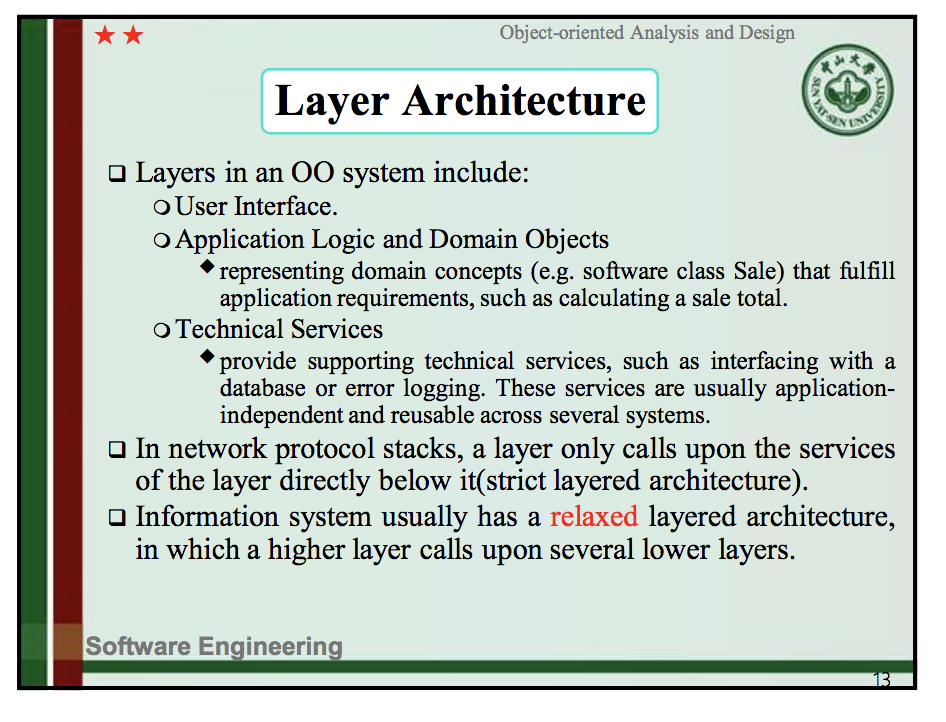 Object-oriented Analysis and Design
Layer Architecture
中山大學
SUN YAT-SEN UNIVERSITY
Layers in an OO system include:
User Interface.
Application Logic and Domain Objects
representing domain concepts (e.g. software class Sale) that fulfill
application requirements, such as calculating a sale total.
Technical Services
provide supporting technical services, such as interfacing with a
database or error logging. These services are usually application-
independent and reusable across several systems.
In network protocol stacks, a layer only calls upon the services
of the layer directly below it(strict layered architecture).
Information system usually has a relaxed layered architecture,
in which a higher layer calls upon several lower layers.
Software Engineering
13